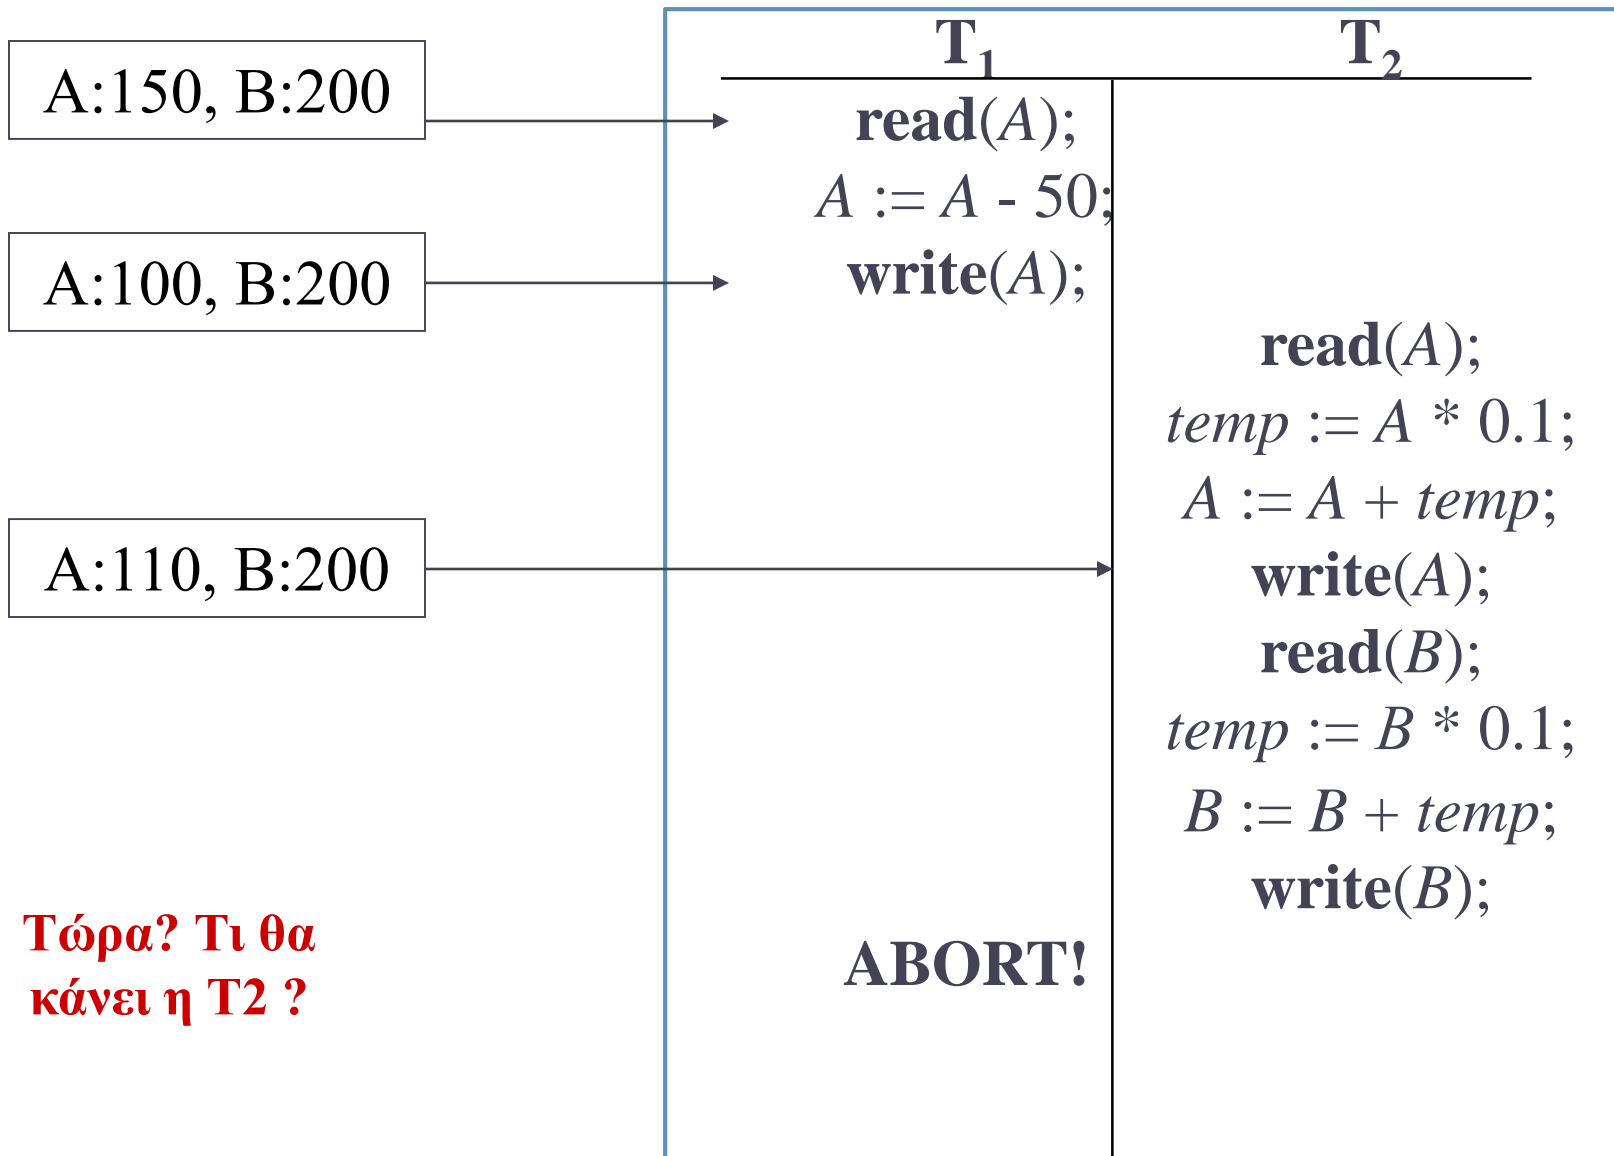 T1 T2
A:150, B:200
read(A);
A := A - 50;
A:100, B:200
write(A);
read(A);
temp := A * 0.1;
A := A + temp;
A:110, B:200
write(A);
read(B);
temp := B * 0.1;
B := B + temp;
write(B);
Τώρα? Τι θα
κάνει η Τ2 ?
ABORT!